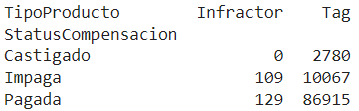 TipoProducto Infractor Tag
StatusCompensacion
Castigado 0 2780
Impaga 109 10067
Pagada 129 86915